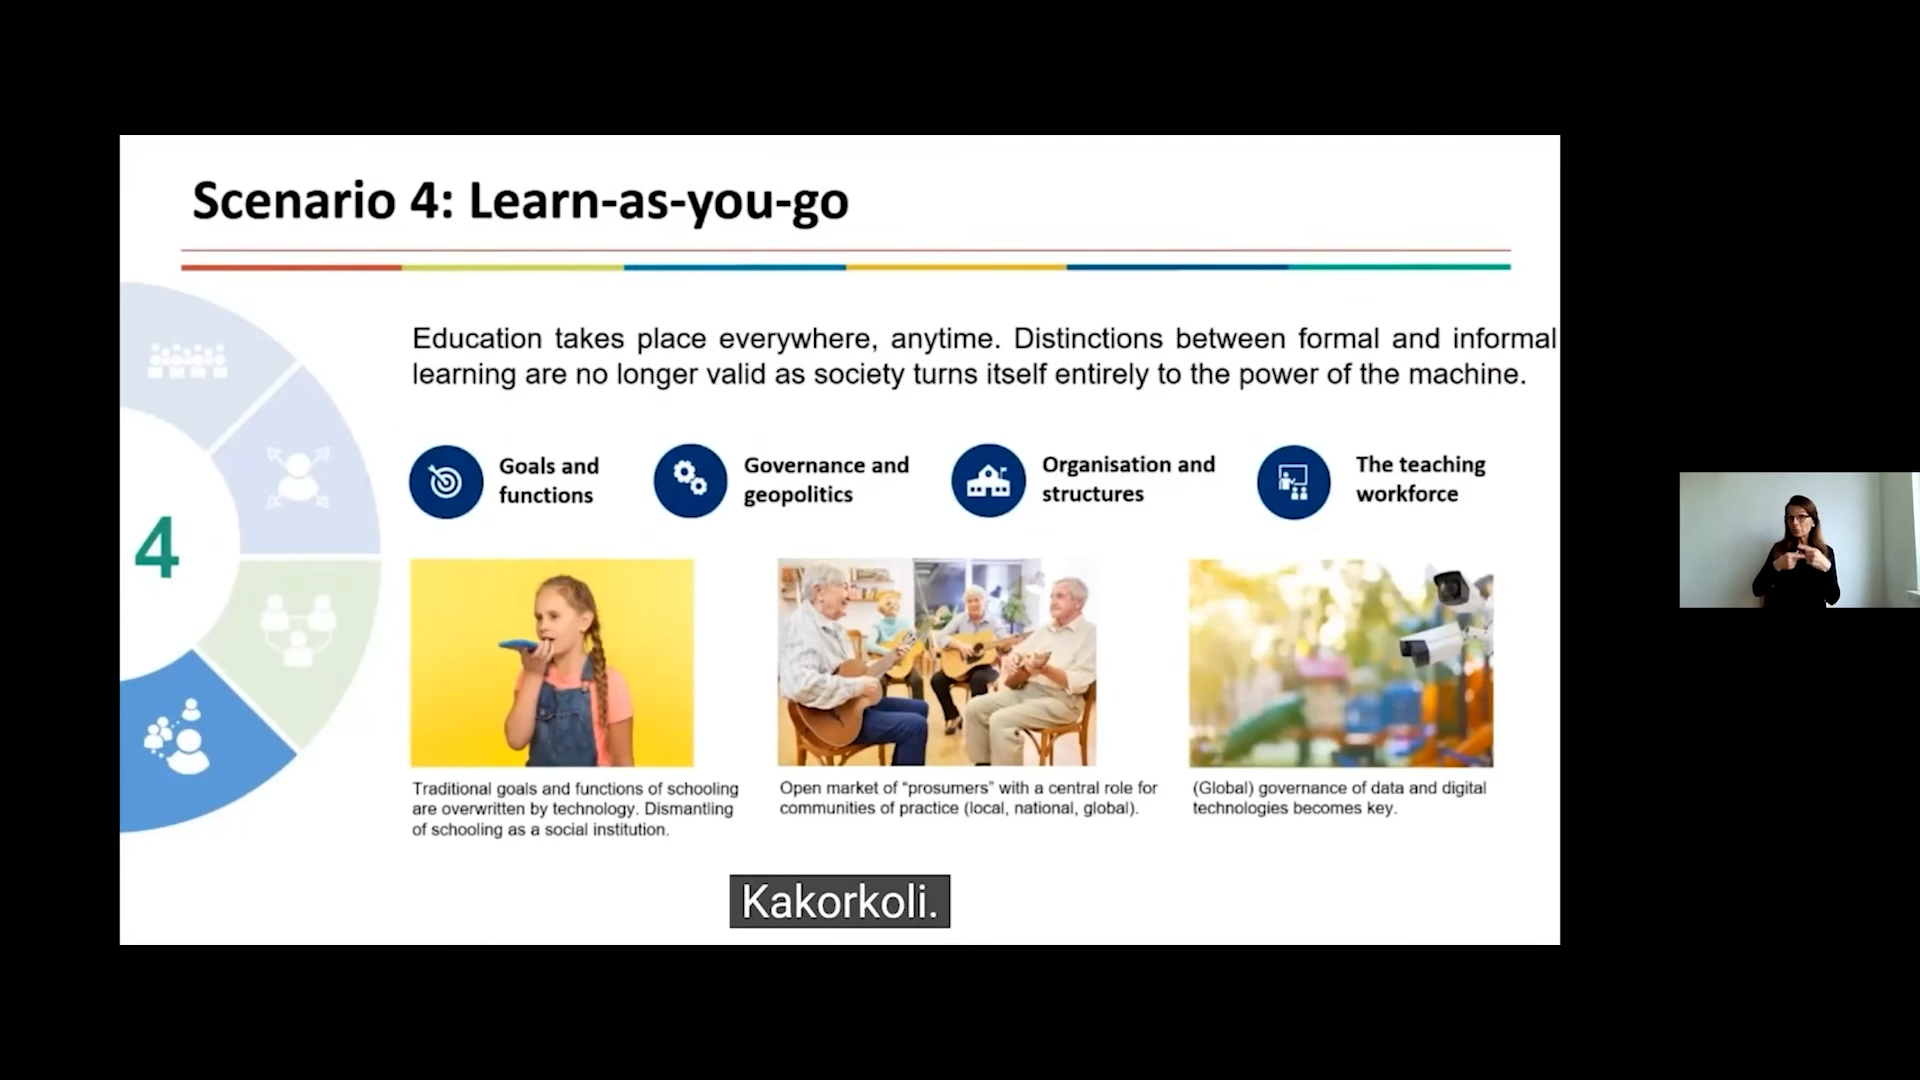 Scenario 4: Learn-as-you-go
Education takes place everywhere, anytime. Distinctions between formal and informal
learning are no longer valid as society turns itself entirely to the power of the machine.
4
Goals and
functions
Governance and
geopolitics
Organisation and
structures
The teaching
workforce
Traditional goals and functions of schooling
are overwritten by technology. Dismantling
of schooling as a social institution.
Open market of “prosumers” with a central role for
communities of practice (local, national, global).
(Global) governance of data and digital
technologies becomes key.
Kakorkoli.